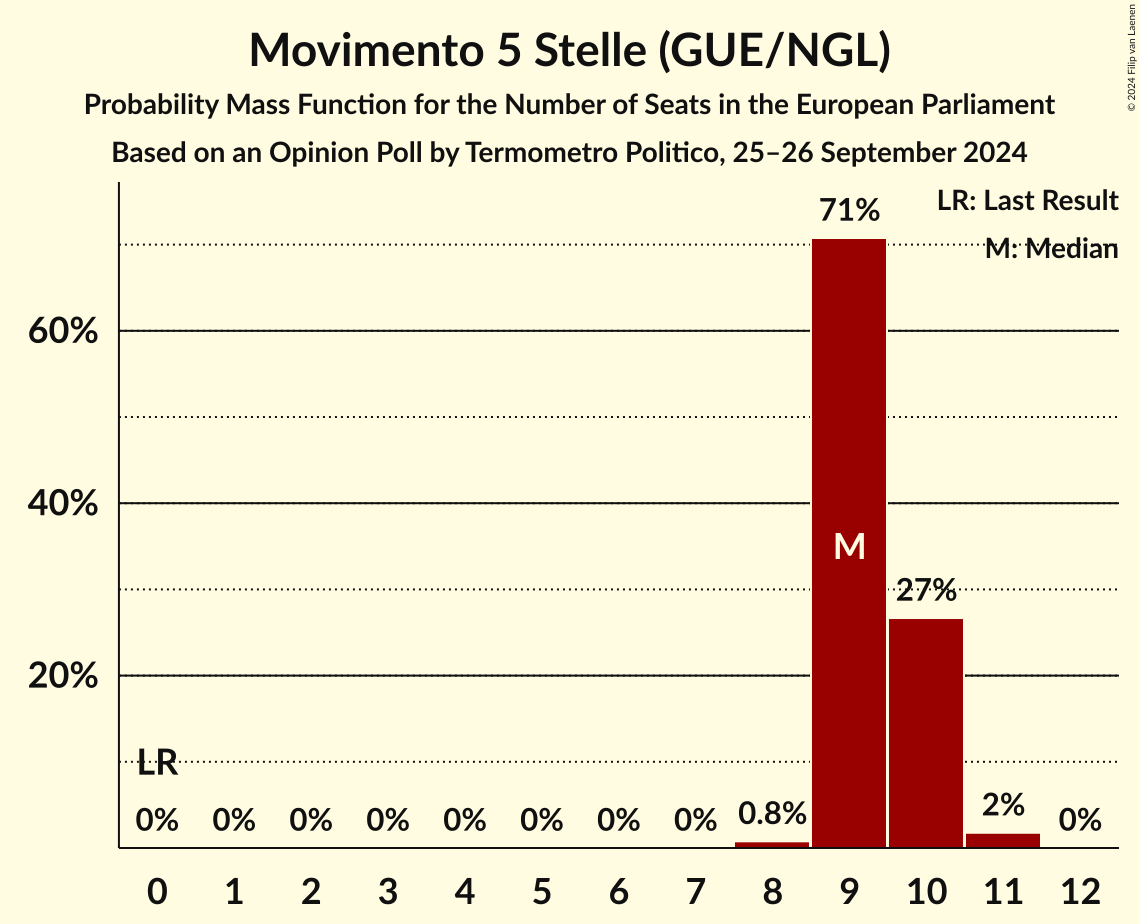 Movimento 5 Stelle (GUE/NGL)
Probability Mass Function for the Number of Seats in the European Parliament
Based on an Opinion Poll by Termometro Politico, 25–26 September 2024
© 2024 Filip van Laenen
LR: Last Result
M: Median
71%
60%
40%
M
27%
20%
LR
0% 0% 0% 0% 0% 0% 0% 0% 0.8% 2% 0%
0 1 2 3 4 5 6 7 8 9 10 11 12